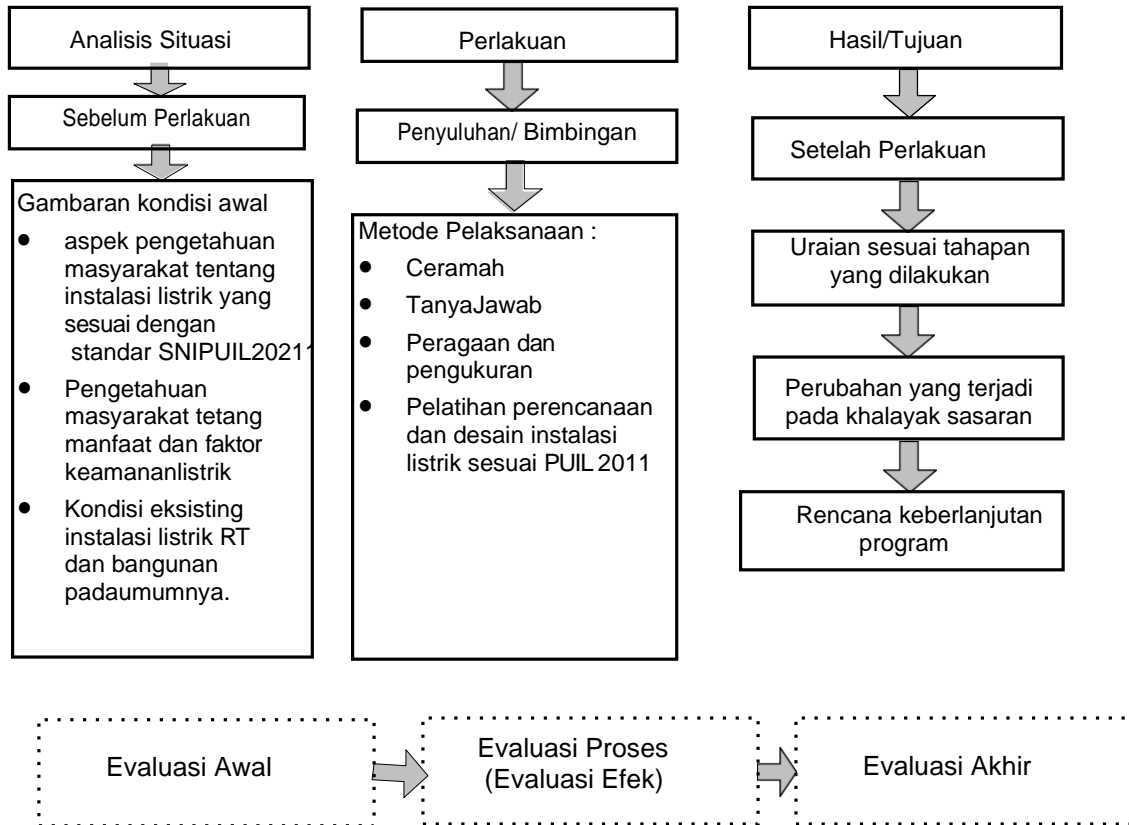 Analisis Situasi
Sebelum Perlakuan
Gambaran kondisi awal
● aspek pengetahuan
masyarakat tentang
instalasi listrik yang
sesuai dengan
standar SNIPUIL20211
● Pengetahuan
masyarakat tetang
manfaat dan faktor
keamananlistrik
● Kondisi eksisting
instalasi listrik RT
dan bangunan
padaumumnya.
Perlakuan
Penyuluhan/ Bimbingan
Metode Pelaksanaan :
● Ceramah
● TanyaJawab
● Peragaan dan
pengukuran
● Pelatihan perencanaan
dan desain instalasi
listrik sesuai PUIL 2011
Hasil/Tujuan
Setelah Perlakuan
Uraian sesuai tahapan
yang dilakukan
Perubahan yang terjadi
pada khalayak sasaran
Rencana keberlanjutan
program
Evaluasi Awal
Evaluasi Proses
(Evaluasi Efek)
Evaluasi Akhir